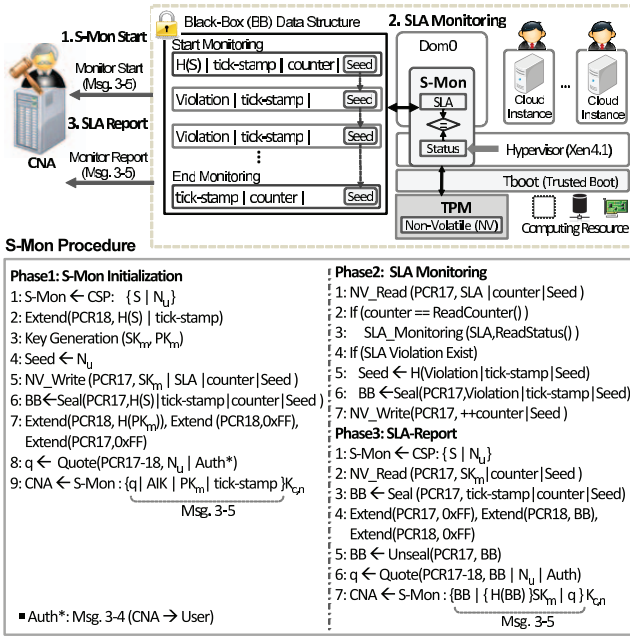 Black-Box (BB) Data Structure
1. S-Mon Start
Monitor Start
(Msg. 3-5)
3. SLA Report
CNA
Monitor Report
(Msg. 3-5)
Start Monitoring
H(S) | tick-stamp | counter | Seed
Violation | tick-stamp | Seed
Violation | tick-stamp | Seed
End Monitoring
tick-stamp | counter | Seed
2. SLA Monitoring
Dom0
S-Mon
SLA
=
Status
Cloud
Instance
...
Cloud
Instance
Hypervisor (Xen 4.1)
Tboot (Trusted Boot)
TPM
Non-Volatile (NV)
Computing Resource
S-Mon Procedure
Phase1: S-Mon Initialization
1: S-Mon ← CSP: { S | Nu}
2: Extend(PCR18, H(S) | tick-stamp)
3: Key Generation (SKm, PKm)
4: Seed ← Nu
5: NV_Write (PCR17, SKm | SLA |counter|Seed )
6: BB←Seal(PCR17,H(S)|tick-stamp|counter|Seed )
7: Extend(PCR18, H(PKm)), Extend (PCR18,0xFF),
Extend(PCR17,0xFF)
8: q ← Quote(PCR17-18, Nu | Auth*)
9: CNA ← S-Mon : {q| AIK | PKm| tick-stamp }Kc,n
Msg. 3-5
▪ Auth*: Msg. 3-4 (CNA → User)
Phase2: SLA Monitoring
1: NV_Read (PCR17, SLA |counter|Seed )
2: If (counter == ReadCounter() )
3: SLA_Monitoring (SLA,ReadStatus() )
4: If (SLA Violation Exist)
5: Seed ← H(Violation|tick-stamp|Seed)
6: BB ←Seal(PCR17,Violation|tick-stamp|Seed)
7: NV_Write(PCR17, ++counter|Seed )
Phase3: SLA-Report
1: S-Mon ← CSP: { S | Nu}
2: NV_Read (PCR17, SKm|counter|Seed )
3: BB ← Seal (PCR17, tick-stamp|counter|Seed)
4: Extend(PCR17, 0xFF), Extend(PCR18, BB),
Extend(PCR18, 0xFF)
5: BB ← Unseal(PCR17, BB)
6: q ← Quote(PCR17-18, BB | Nu | Auth)
7: CNA ← S-Mon : {BB | { H(BB) }SKm | q } Kc,n
Msg. 3-5